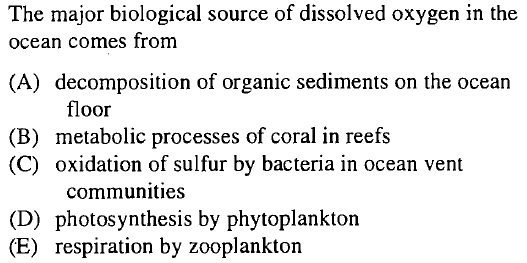 The major biological source of dissolved oxygen in the
ocean comes from
(A) decomposition of organic sediments on the ocean
floor
(B) metabolic processes of coral in reefs
(C) oxidation of sulfur by bacteria in ocean vent
communities
(D) photosynthesis by phytoplankton
(E) respiration by zooplankton